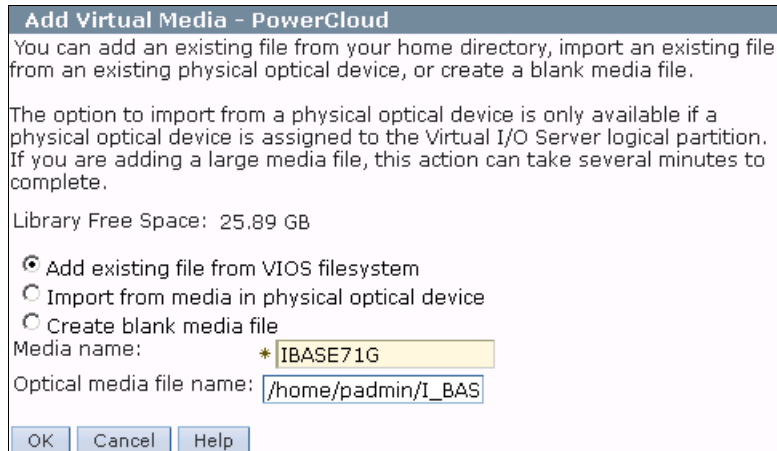 Add Virtual Media - PowerCloud
You can add an existing file from your home directory, import an existing file
from an existing physical optical device, or create a blank media file.
The option to import from a physical optical device is only available if a
physical optical device is assigned to the Virtual I/O Server logical partition.
If you are adding a large media file, this action can take several minutes to
complete.
Library Free Space: 25.89 GB
Add existing file from VIOS filesystem
Import from media in physical optical device
Create blank media file
Media name: * IBASE71G
Optical media file name: /home/padmin/I_BAS
OK Cancel Help